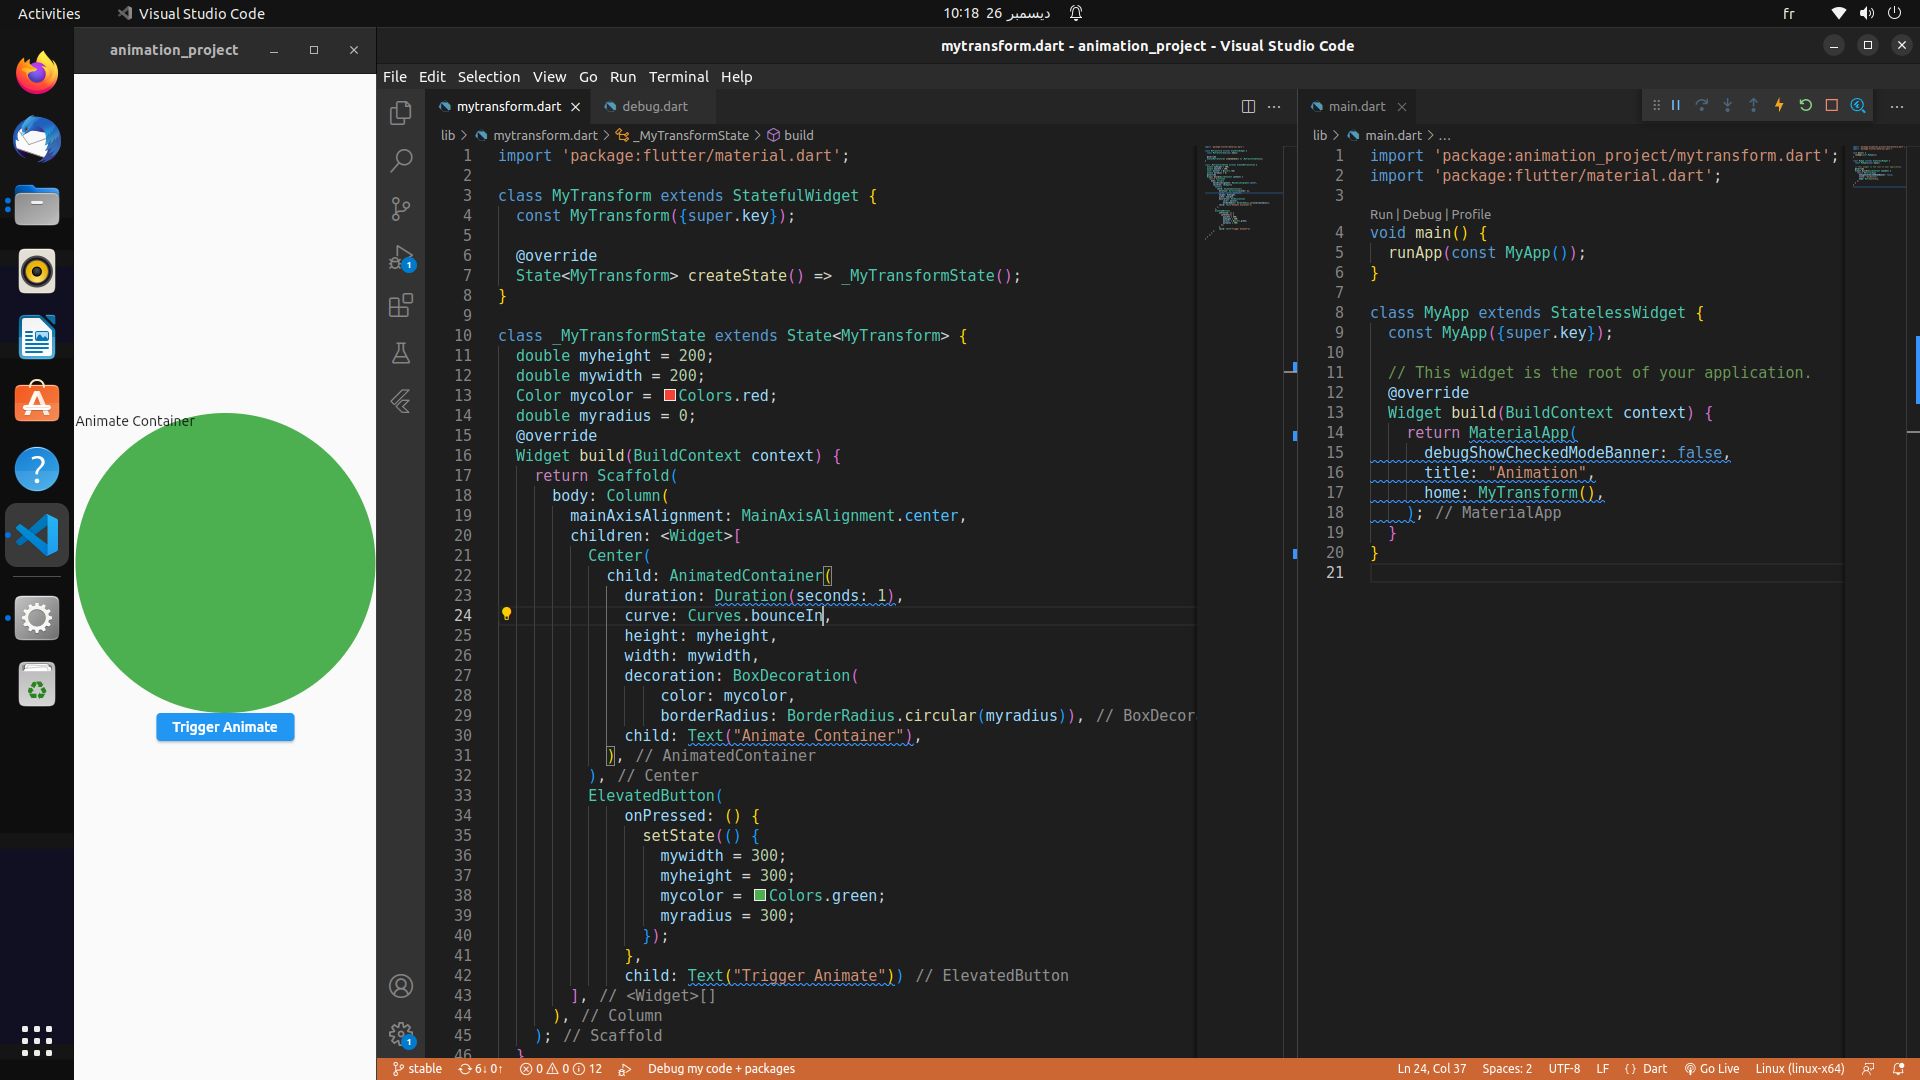 Activities
Visual Studio Code
10:18 26 ديسمبر
fr
animation_project
Animate Container
Trigger Animate
mytransform.dart - animation_project - Visual Studio Code
File Edit Selection View Go Run Terminal Help
mytransform.dart
debug.dart
lib > mytransform.dart > _MyTransformState > build
1 import 'package:flutter/material.dart';
2
3 class MyTransform extends StatefulWidget {
4 const MyTransform({super.key});
5
6 @override
7 State<MyTransform> createState() => _MyTransformState();
8 }
9
10 class _MyTransformState extends State<MyTransform> {
11 double myheight = 200;
12 double mywidth = 200;
13 Color mycolor = Colors.red;
14 double myradius = 0;
15 @override
16 Widget build(BuildContext context) {
17 return Scaffold(
18 body: Column(
19 mainAxisAlignment: MainAxisAlignment.center,
20 children: <Widget>[
21 Center(
22 child: AnimatedContainer(
23 duration: Duration(seconds: 1),
24 curve: Curves.bounceIn,
25 height: myheight,
26 width: mywidth,
27 decoration: BoxDecoration(
28 color: mycolor,
29 borderRadius: BorderRadius.circular(myradius)), // BoxDecor
30 child: Text("Animate Container"),
31 ), // AnimatedContainer
32 ), // Center
33 ElevatedButton(
34 onPressed: () {
35 setState(() {
36 mywidth = 300;
37 myheight = 300;
38 mycolor = Colors.green;
39 myradius = 300;
40 });
41 },
42 child: Text("Trigger Animate")) // ElevatedButton
43 ], // <Widget>[]
44 ), // Column
45 ); // Scaffold
46 }
main.dart
lib > main.dart > ...
1 import 'package:animation_project/mytransform.dart';
2 import 'package:flutter/material.dart';
3
Run | Debug | Profile
4 void main() {
5 runApp(const MyApp());
6 }
7
8 class MyApp extends StatelessWidget {
9 const MyApp({super.key});
10
11 // This widget is the root of your application.
12 @override
13 Widget build(BuildContext context) {
14 return MaterialApp(
15 debugShowCheckedModeBanner: false,
16 title: "Animation",
17 home: MyTransform(),
18 ); // MaterialApp
19 }
20 }
21
1
1
stable 6↓ 0↑ 0 0 12 Debug my code + packages
Ln 24, Col 37 Spaces: 2 UTF-8 LF {} Dart Go Live Linux (linux-x64)